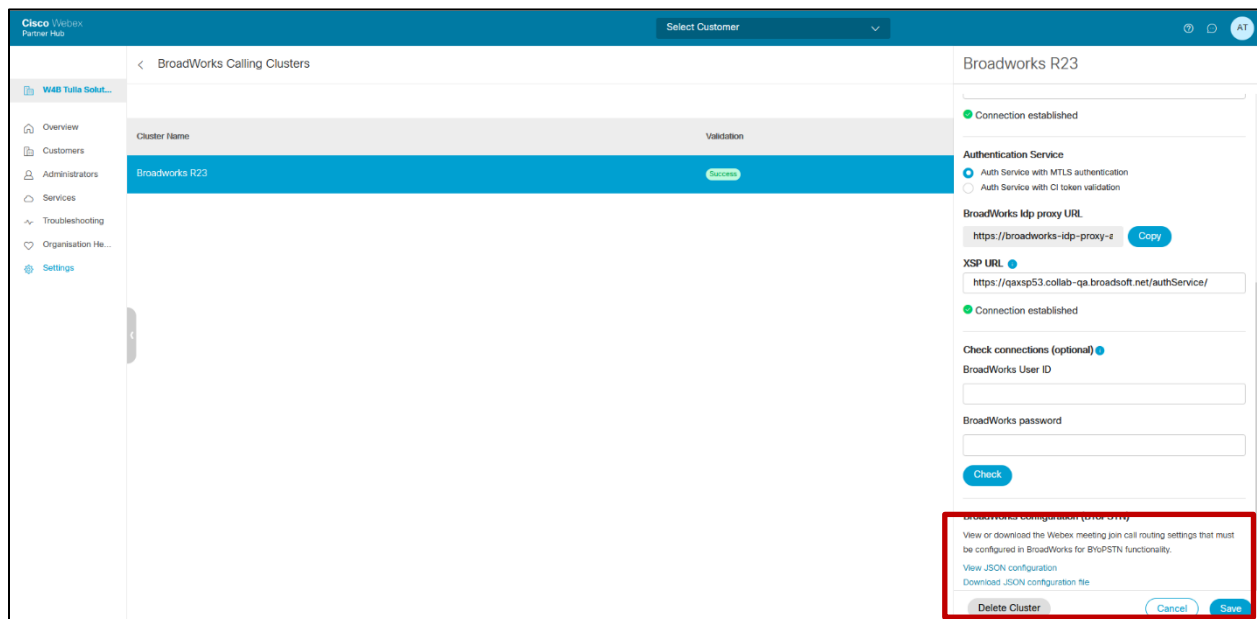 Cisco Webex
Partner Hub
Select Customer
AT
W4B Tulla Solut...
Overview
Customers
Administrators
Services
Troubleshooting
Organisation He...
Settings
BroadWorks Calling Clusters
Cluster Name
Validation
Broadworks R23
Success
Broadworks R23
Connection established
Authentication Service
Auth Service with MTLS authentication
Auth Service with CI token validation
BroadWorks Idp proxy URL
https://broadworks-idp-proxy-a
Copy
XSP URL
https://qaxsp53.collab-qa.broadsoft.net/authService/
Connection established
Check connections (optional)
BroadWorks User ID
BroadWorks password
Check
BroadWorks configuration (BYoPSTN)
View or download the Webex meeting join call routing settings that must
be configured in BroadWorks for BYoPSTN functionality.
View JSON configuration
Download JSON configuration file
Delete Cluster
Cancel
Save